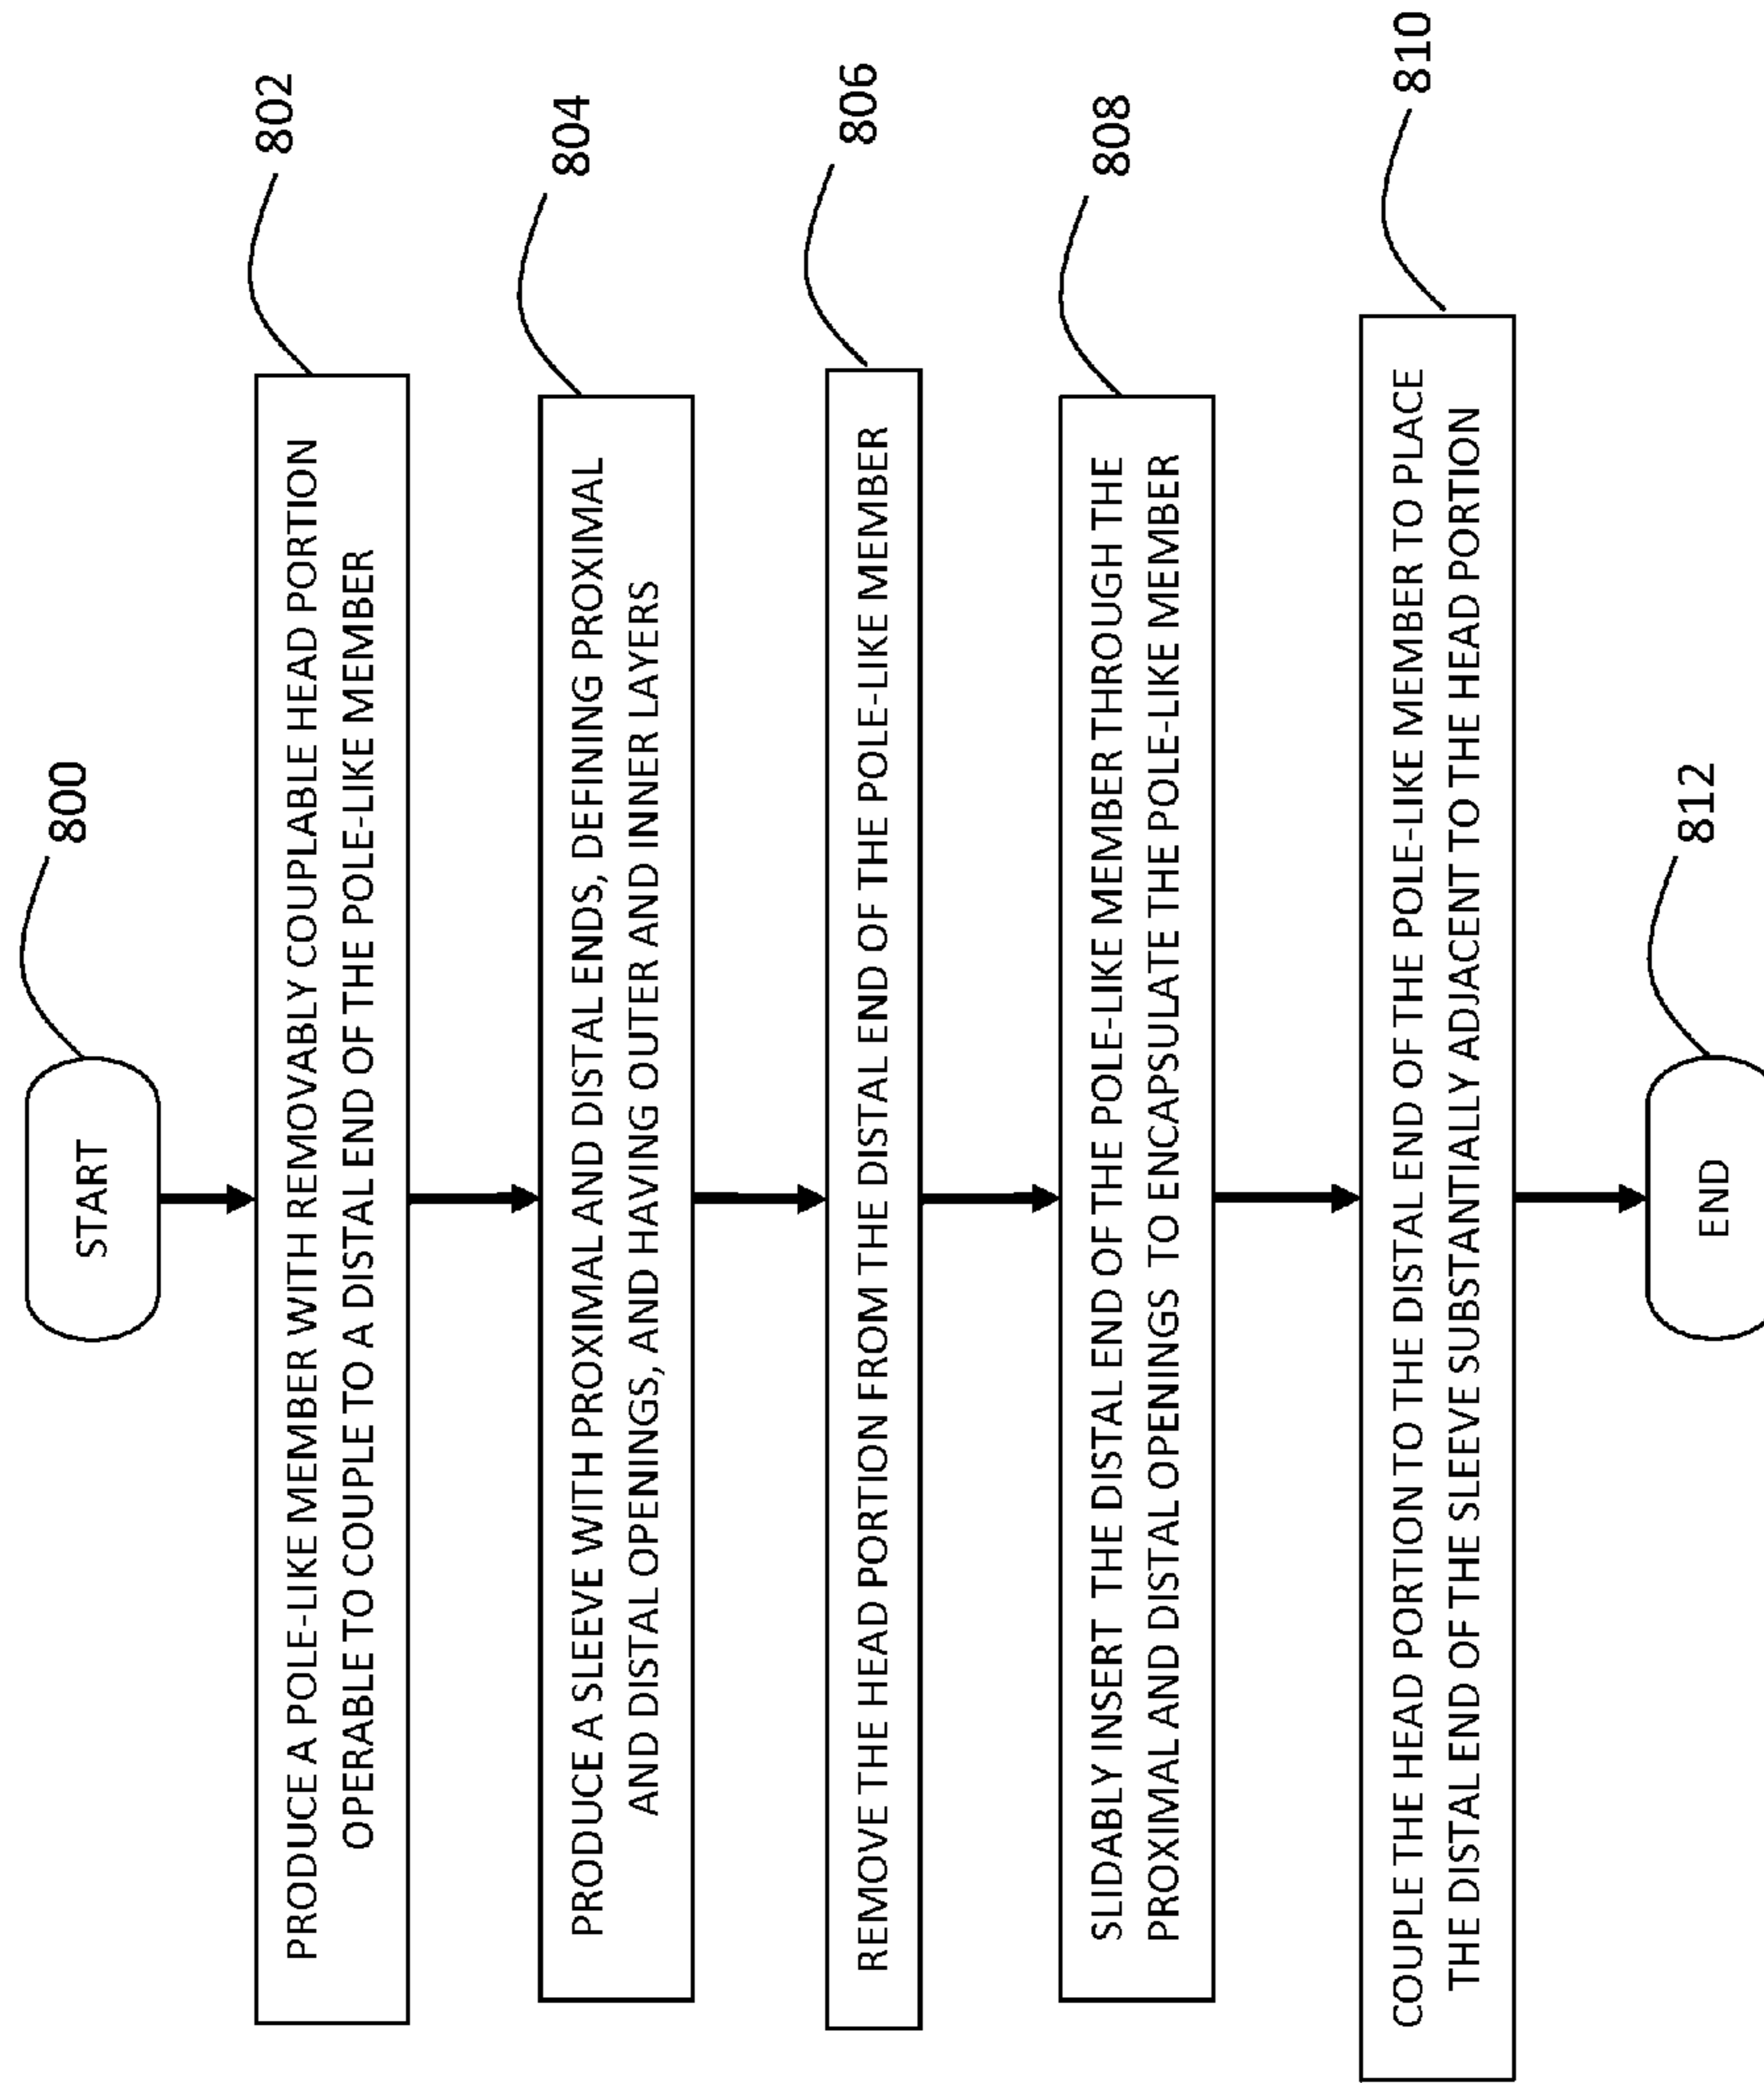 800
START
802
PRODUCE A POLE-LIKE MEMBER WITH REMOVABLY COUPLABLE HEAD PORTION
OPERABLE TO COUPLE TO A DISTAL END OF THE POLE-LIKE MEMBER
804
PRODUCE A SLEEVE WITH PROXIMAL AND DISTAL ENDS, DEFINING PROXIMAL
AND DISTAL OPENINGS, AND HAVING OUTER AND INNER LAYERS
806
REMOVE THE HEAD PORTION FROM THE DISTAL END OF THE POLE-LIKE MEMBER
808
SLIDABLY INSERT THE DISTAL END OF THE POLE-LIKE MEMBER THROUGH THE
PROXIMAL AND DISTAL OPENINGS TO ENCAPSULATE THE POLE-LIKE MEMBER
810
COUPLE THE HEAD PORTION TO THE DISTAL END OF THE POLE-LIKE MEMBER TO PLACE
THE DISTAL END OF THE SLEEVE SUBSTANTIALLY ADJACENT TO THE HEAD PORTION
812
END